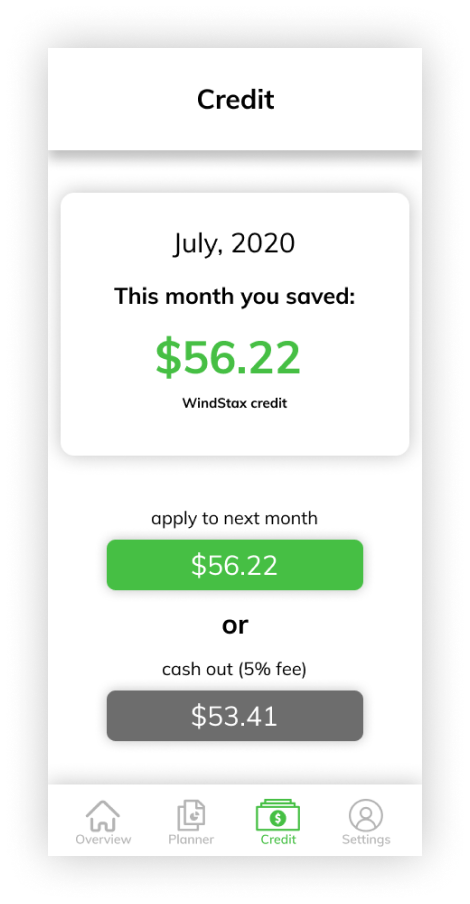 Credit
July, 2020
This month you saved:
$56.22
WindStax credit
apply to next month
$56.22
or
cash out (5% fee)
$53.41
Overview
Planner
Credit
Settings